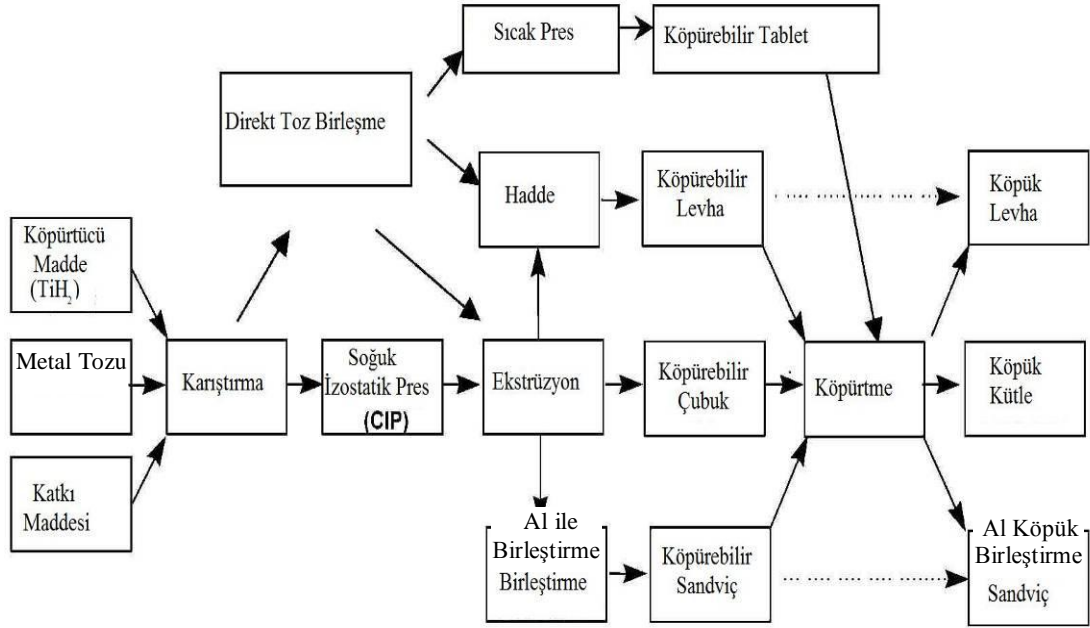 Sıcak Pres
Köpürebilir Tablet
Direkt Toz Birleşme
Hadde
Köpürebilir
Levha
Köpük
Levha
Köpürtücü
Madde
(TiH₂)
Metal Tozu
Karıştırma
Soğuk
İzostatik Pres
(CIP)
Ekstrüzyon
Köpürebilir
Çubuk
Köpürtme
Köpük
Kütle
Katkı
Maddesi
Al ile
Birleştirme
Birleştirme
Köpürebilir
Sandviç
Al Köpük
Birleştirme
Sandviç